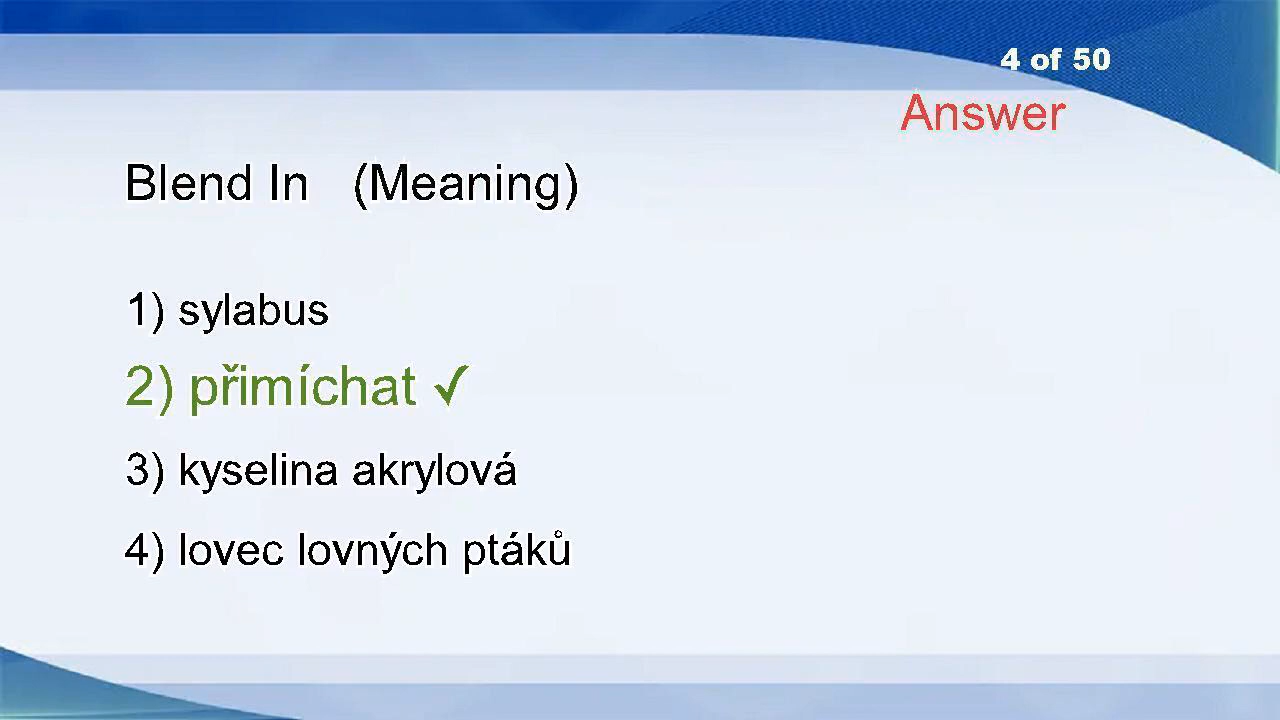 4 of 50
Answer
Blend In (Meaning)
1) sylabus
2) přimíchat ✓
3) kyselina akrylová
4) lovec lovných ptáků